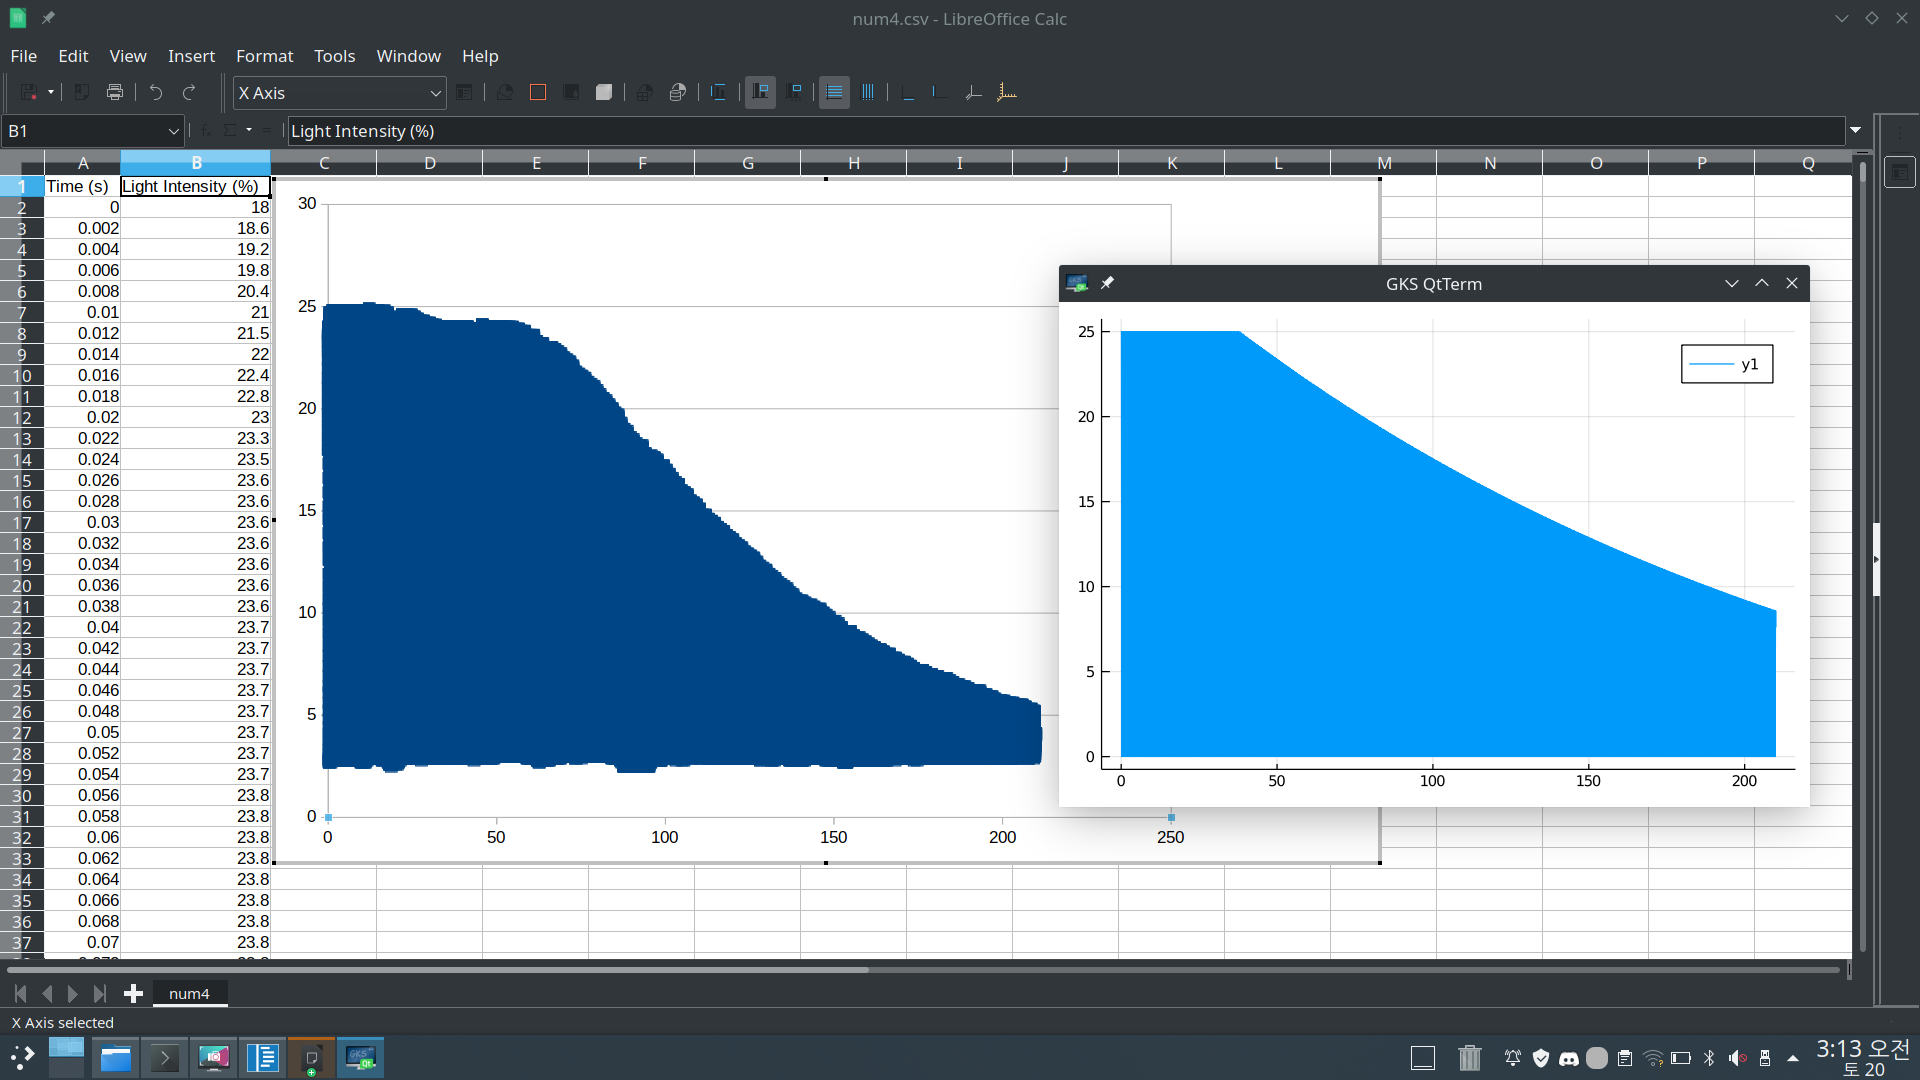 num4.csv - LibreOffice Calc
File Edit View Insert Format Tools Window Help
X Axis
B1 Light Intensity (%)
A B C D E F G H I J K L M N O P Q
1 Time (s) Light Intensity (%)
2 0 18
3 0.002 18.6
4 0.004 19.2
5 0.006 19.8
6 0.008 20.4
7 0.01 21
8 0.012 21.5
9 0.014 22
10 0.016 22.4
11 0.018 22.8
12 0.02 23
13 0.022 23.3
14 0.024 23.5
15 0.026 23.6
16 0.028 23.6
17 0.03 23.6
18 0.032 23.6
19 0.034 23.6
20 0.036 23.6
21 0.038 23.6
22 0.04 23.7
23 0.042 23.7
24 0.044 23.7
25 0.046 23.7
26 0.048 23.7
27 0.05 23.7
28 0.052 23.7
29 0.054 23.7
30 0.056 23.8
31 0.058 23.8
32 0.06 23.8
33 0.062 23.8
34 0.064 23.8
35 0.066 23.8
36 0.068 23.8
37 0.07 23.8
30
25
20
15
10
5
0
0 50 100 150 200 250
GKS QtTerm
y1
25
20
15
10
5
0
0 50 100 150 200
num4
X Axis selected
3:13 오전
토 20